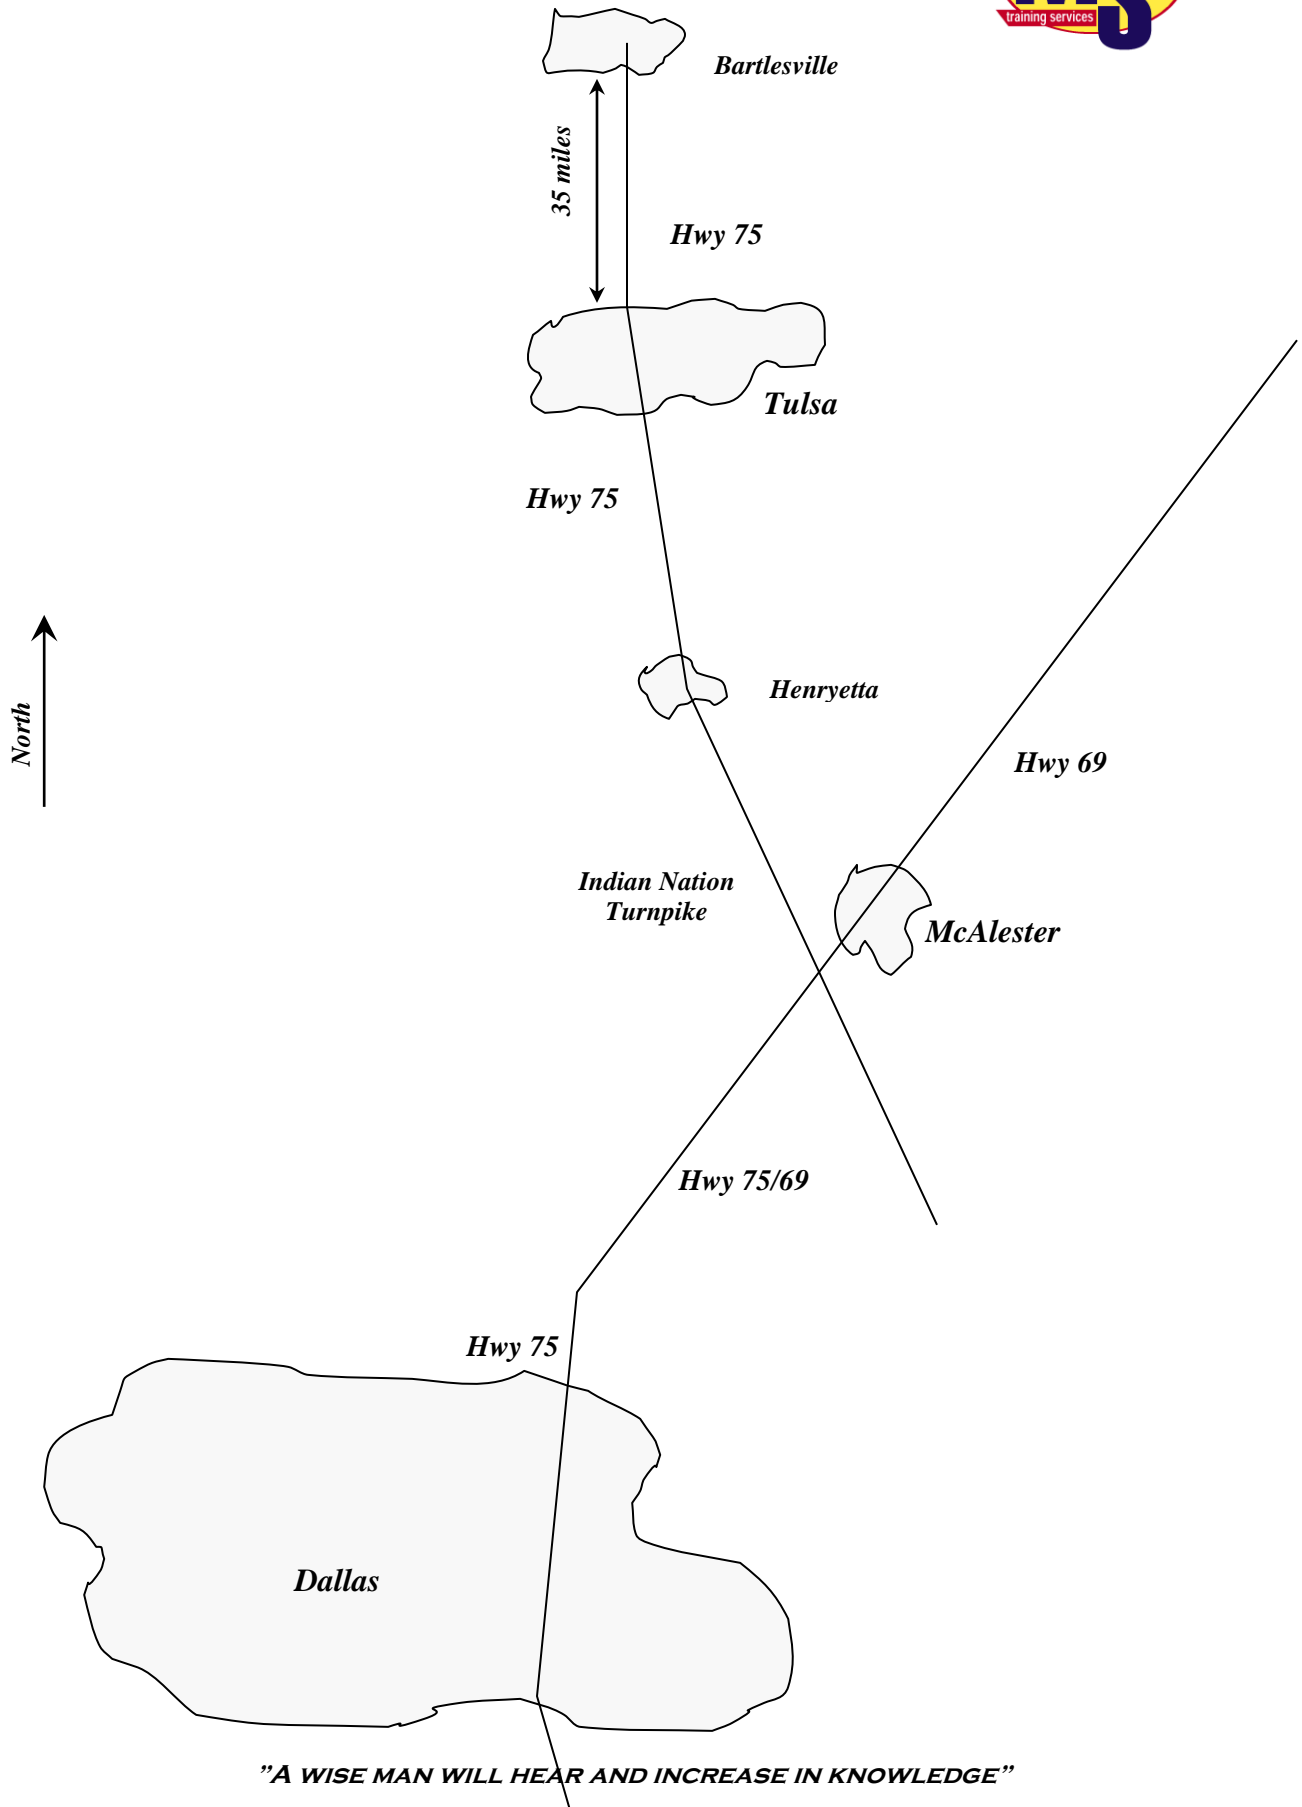 training services
Bartlesville
35 miles
Hwy 75
Tulsa
Hwy 75
Henryetta
North
Hwy 69
Indian Nation
Turnpike
McAlester
Hwy 75/69
Hwy 75
Dallas
”A WISE MAN WILL HEAR AND INCREASE IN KNOWLEDGE”